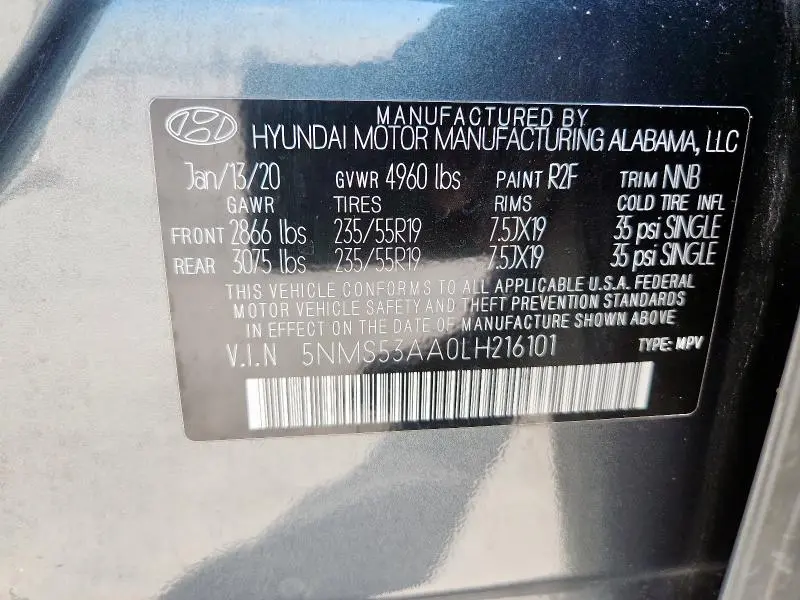 MANUFACTURED BY
HYUNDAI MOTOR MANUFACTURING ALABAMA, LLC
Jan/13/20 GVWR 4960 lbs PAINT R2F TRIM NNB
GAWR TIRES RIMS COLD TIRE INFL
FRONT 2866 lbs 235/55R19 7.5JX19 35 psi SINGLE
REAR 3075 lbs 235/55R19 7.5JX19 35 psi SINGLE
THIS VEHICLE CONFORMS TO ALL APPLICABLE U.S.A. FEDERAL
MOTOR VEHICLE SAFETY AND THEFT PREVENTION STANDARDS
IN EFFECT ON THE DATE OF MANUFACTURE SHOWN ABOVE
V.I.N 5NMS53AA0LH216101 TYPE: MPV